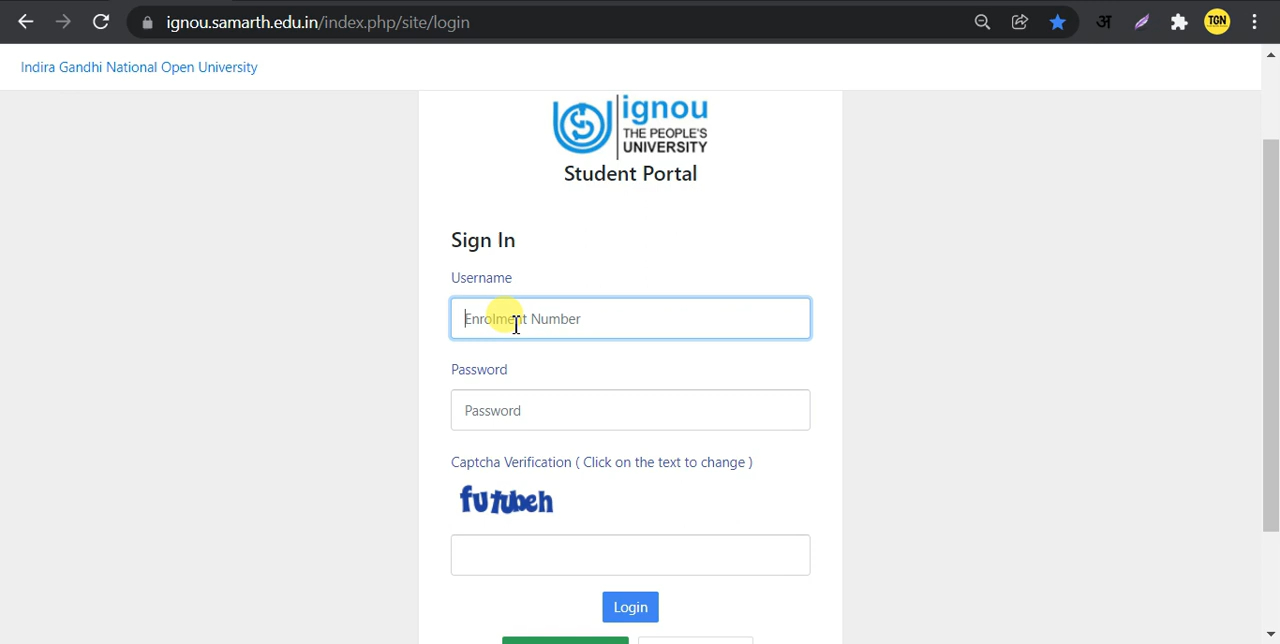 ignou.samarth.edu.in/index.php/site/login
अ
TGN
Indira Gandhi National Open University
ignou
THE PEOPLE'S
UNIVERSITY
Student Portal
Sign In
Username
Enrolment Number
Password
Password
Captcha Verification ( Click on the text to change )
futubeh
Login